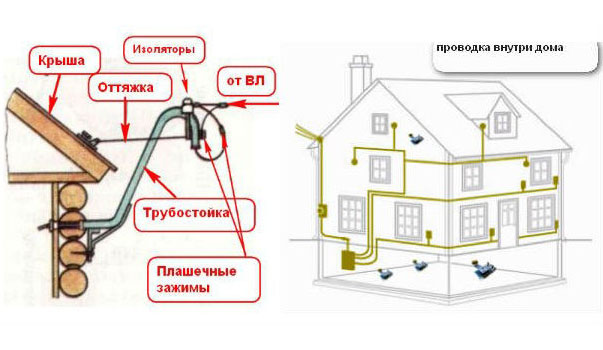 Изоляторы
Крыша
Оттяжка
от ВЛ
Трубостойка
Плашечные
зажимы
проводка внутри дома